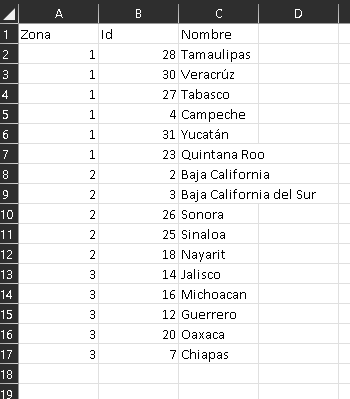 A B C D
1 Zona Id Nombre
2 1 28 Tamaulipas
3 1 30 Veracrúz
4 1 27 Tabasco
5 1 4 Campeche
6 1 31 Yucatán
7 1 23 Quintana Roo
8 2 2 Baja California
9 2 3 Baja California del Sur
10 2 26 Sonora
11 2 25 Sinaloa
12 2 18 Nayarit
13 3 14 Jalisco
14 3 16 Michoacan
15 3 12 Guerrero
16 3 20 Oaxaca
17 3 7 Chiapas
18
19